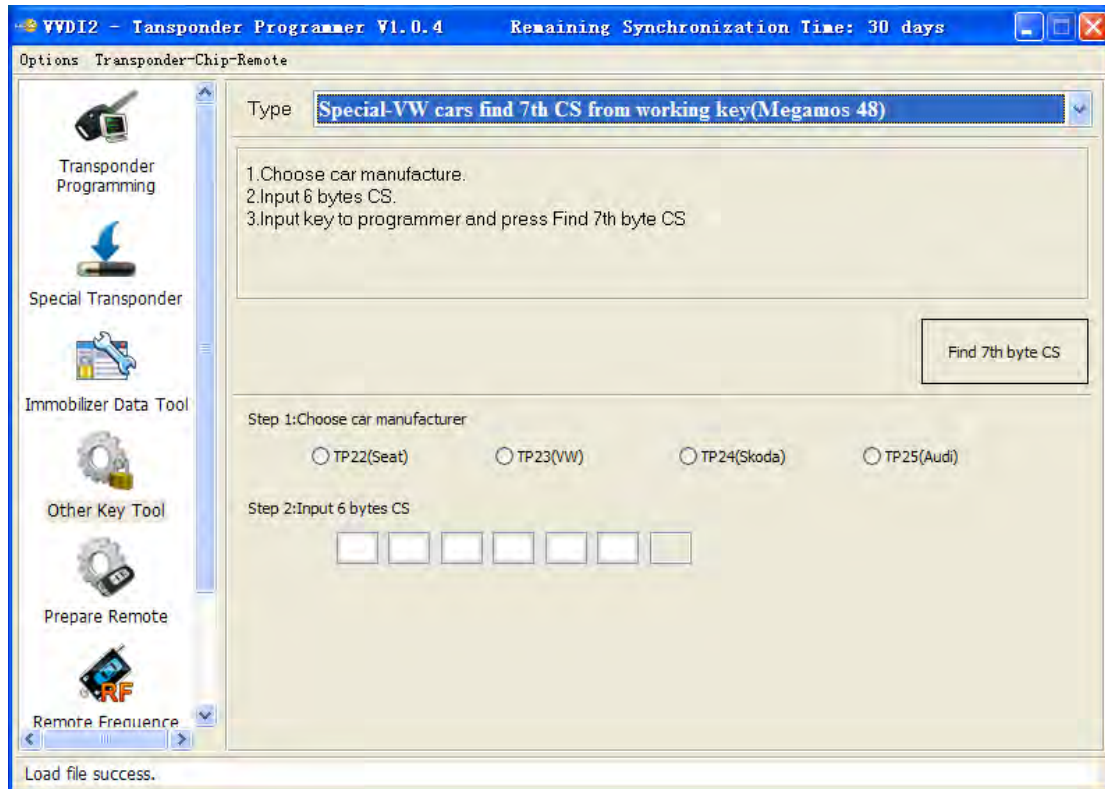 VVDI2 - Tansponder Programmer V1.0.4 Remaining Synchronization Time: 30 days
Options Transponder-Chip-Remote
Transponder
Programming
Special Transponder
Immobilizer Data Tool
Other Key Tool
Prepare Remote
RF
Remote Frequence
Type Special-VW cars find 7th CS from working key(Megamos 48)
1.Choose car manufacture.
2.Input 6 bytes CS.
3.Input key to programmer and press Find 7th byte CS
Find 7th byte CS
Step 1:Choose car manufacturer
TP22(Seat) TP23(VW) TP24(Skoda) TP25(Audi)
Step 2:Input 6 bytes CS
Load file success.